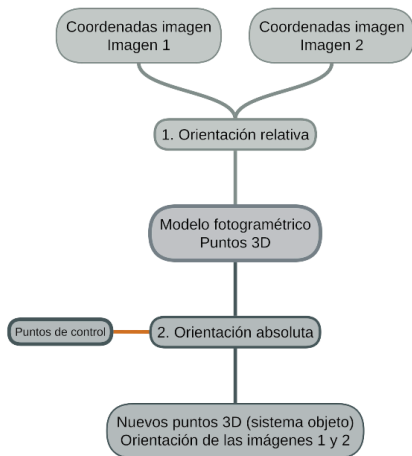 Coordenadas imagen
Imagen 1
Coordenadas imagen
Imagen 2
1. Orientación relativa
Modelo fotogramétrico
Puntos 3D
Puntos de control
2. Orientación absoluta
Nuevos puntos 3D (sistema objeto)
Orientación de las imágenes 1 y 2